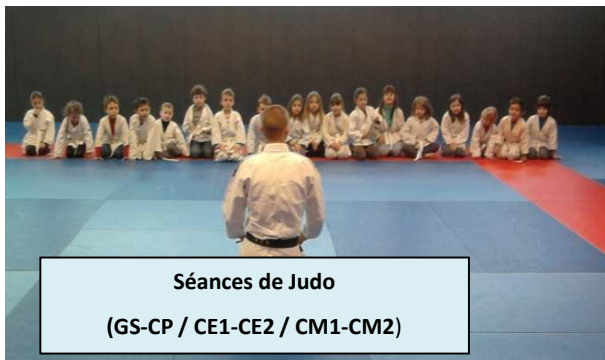 Séances de Judo
(GS-CP / CE1-CE2 / CM1-CM2)